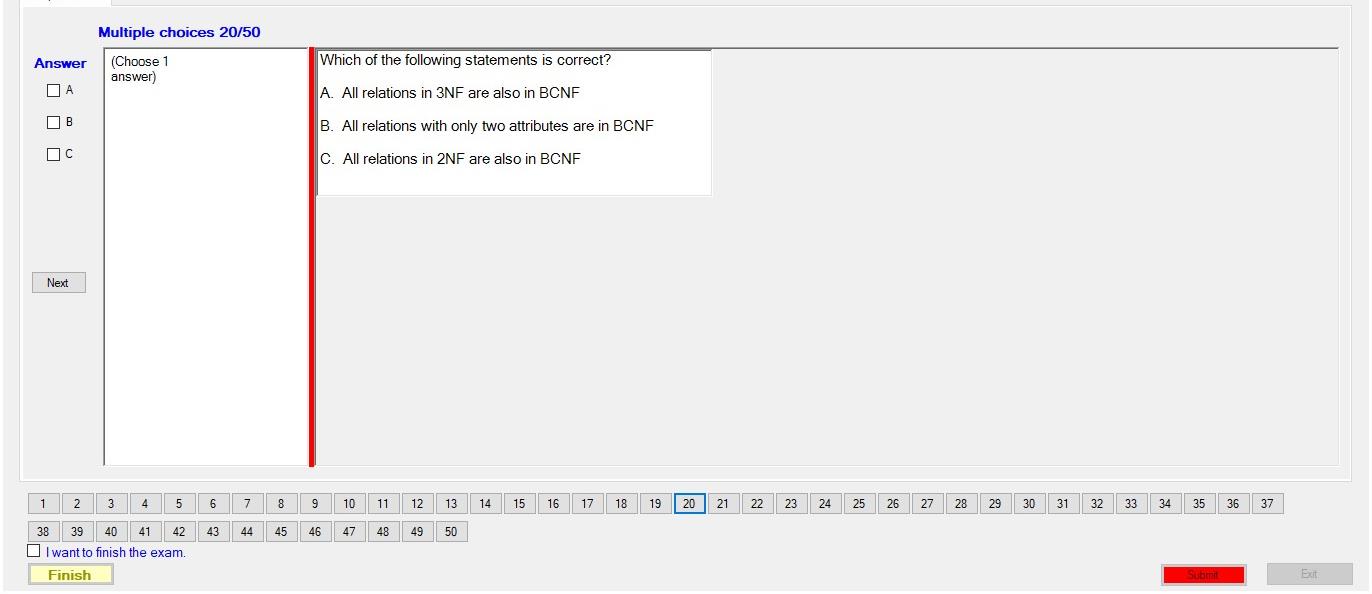 Multiple choices 20/50
Answer
(Choose 1
answer)
A
B
C
Next
Which of the following statements is correct?
A. All relations in 3NF are also in BCNF
B. All relations with only two attributes are in BCNF
C. All relations in 2NF are also in BCNF
1 2 3 4 5 6 7 8 9 10 11 12 13 14 15 16 17 18 19 20 21 22 23 24 25 26 27 28 29 30 31 32 33 34 35 36 37
38 39 40 41 42 43 44 45 46 47 48 49 50
I want to finish the exam.
Finish
Submit
Exit